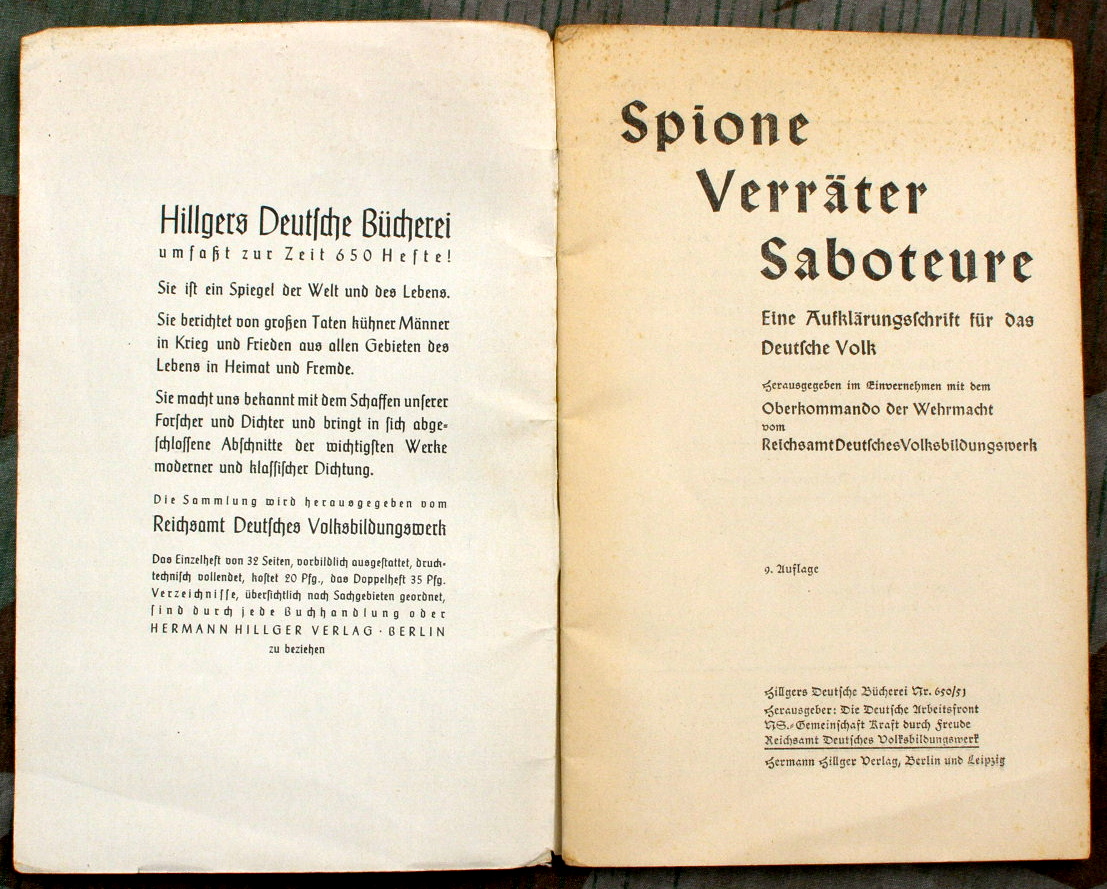 Hillgers Deutsche Bücherei
umfaßt zur Zeit 650 Hefte!
Sie ist ein Spiegel der Welt und des Lebens.
Sie berichtet von großen Taten kühner Männer
in Krieg und Frieden aus allen Gebieten des
Lebens in Heimat und Fremde.
Sie macht uns bekannt mit dem Schaffen unserer
Forscher und Dichter und bringt in sich abge-
schlossene Abschnitte der wichtigsten Werke
moderner und klassischer Dichtung.
Die Sammlung wird herausgegeben vom
Reichsamt Deutsches Volksbildungswerk
Das Einzelheft von 32 Seiten, vorbildlich ausgestattet, druck-
technisch vollendet, kostet 20 Pfg., das Doppelheft 35 Pfg.
Verzeichnisse, übersichtlich nach Sachgebieten geordnet,
sind durch jede Buchhandlung oder
HERMANN HILLGER VERLAG · BERLIN
zu beziehen
Spione
Verräter
Saboteure
Eine Aufklärungsschrift für das
Deutsche Volk
Herausgegeben im Einvernehmen mit dem
Oberkommando der Wehrmacht
vom
Reichsamt Deutsches Volksbildungswerk
9. Auflage
Hillgers Deutsche Bücherei Nr. 650/51
Herausgeber: Die Deutsche Arbeitsfront
NS.-Gemeinschaft Kraft durch Freude
Reichsamt Deutsches Volksbildungswerk
Hermann Hillger Verlag, Berlin und Leipzig